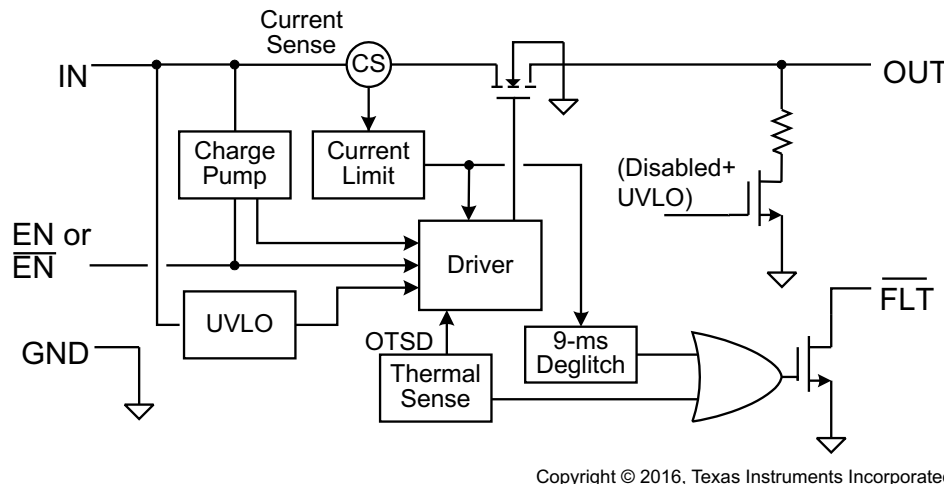 Current
Sense
IN
CS
OUT
Charge
Pump
Current
Limit
(Disabled+
UVLO)
EN or
EN
Driver
UVLO
FLT
OTSD
9-ms
Deglitch
GND
Thermal
Sense
Copyright © 2016, Texas Instruments Incorporated